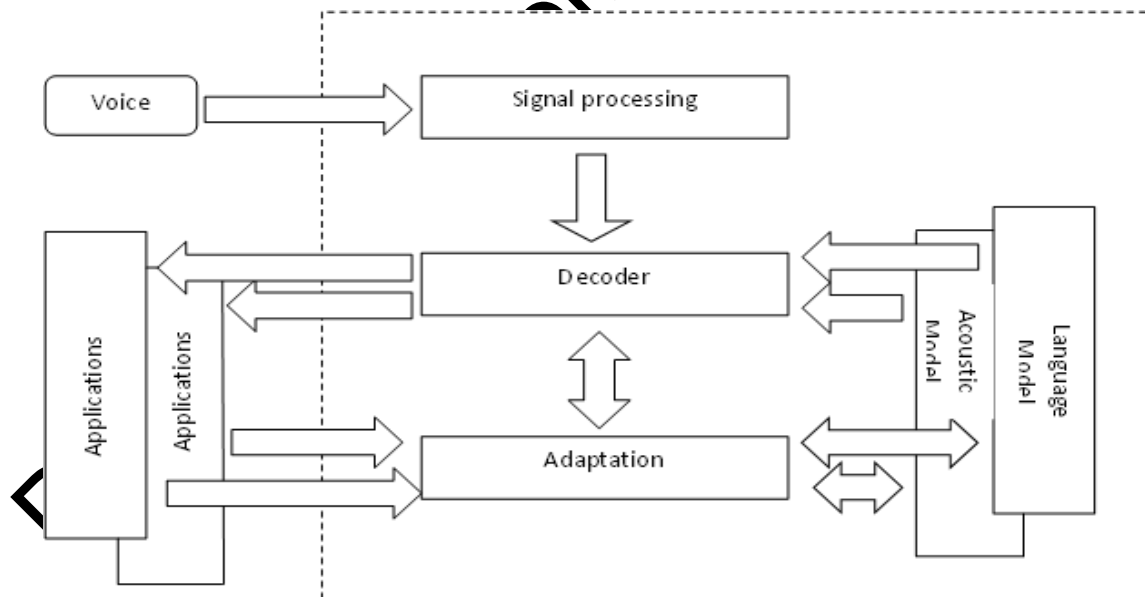 Voice
Signal processing
Decoder
Applications
Applications
Acoustic
Model
Language
Model
Adaptation